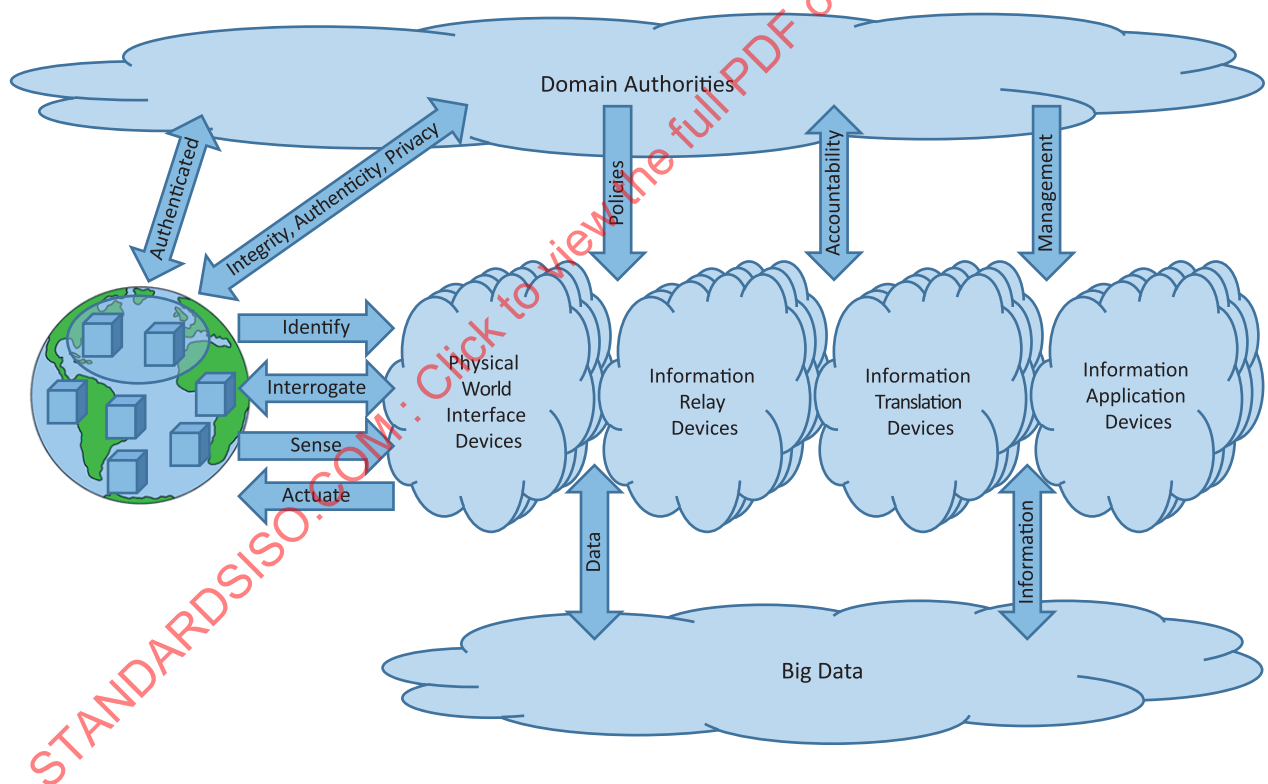 Domain Authorities
Authenticated
Integrity, Authenticity, Privacy
Policies
Accountability
Management
Identify
Interrogate
Sense
Actuate
Physical
World
Interface
Devices
Information
Relay
Devices
Information
Translation
Devices
Information
Application
Devices
Data
Information
Big Data
STANDARDSISO.COM : Click to view the full PDF o